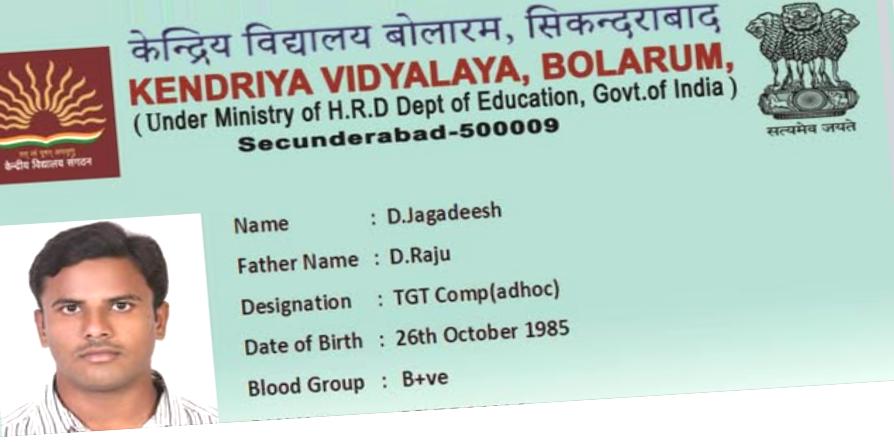 केन्द्रिय विद्यालय बोलारम, सिकन्दराबाद
KENDRIYA VIDYALAYA, BOLARUM,
(Under Ministry of H.R.D Dept of Education, Govt.of India)
Secunderabad-500009
केन्द्रीय विद्यालय संगठन
सत्यमेव जयते
Name : D.Jagadeesh
Father Name : D.Raju
Designation : TGT Comp(adhoc)
Date of Birth : 26th October 1985
Blood Group : B+ve